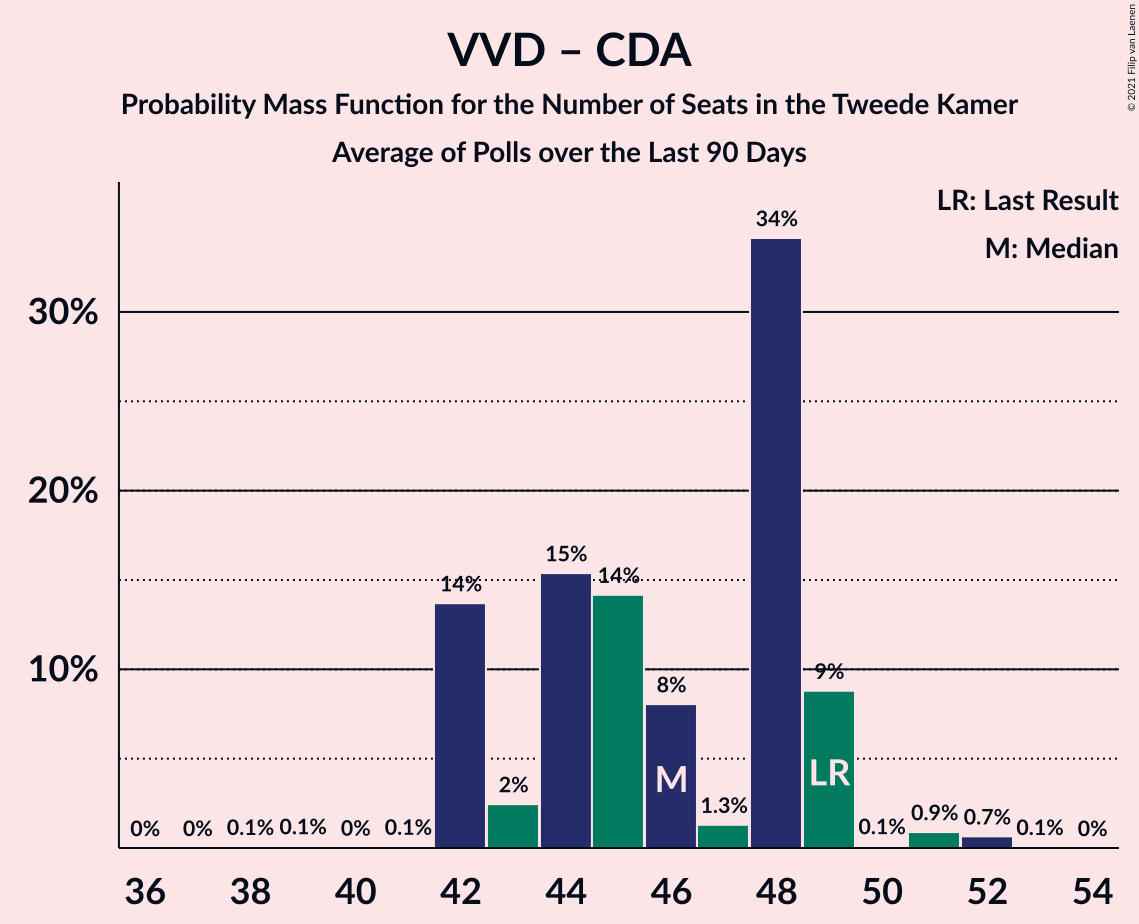 VVD – CDA
Probability Mass Function for the Number of Seats in the Tweede Kamer
Average of Polls over the Last 90 Days
© 2021 Filip van Laenen
LR: Last Result
M: Median
30%
20%
10%
0% 0% 0.1% 0.1% 0% 0.1% 14% 2% 15% 14% 8% 1.3% 34% 9% 0.1% 0.9% 0.7% 0.1% 0%
M LR
36 38 40 42 44 46 48 50 52 54